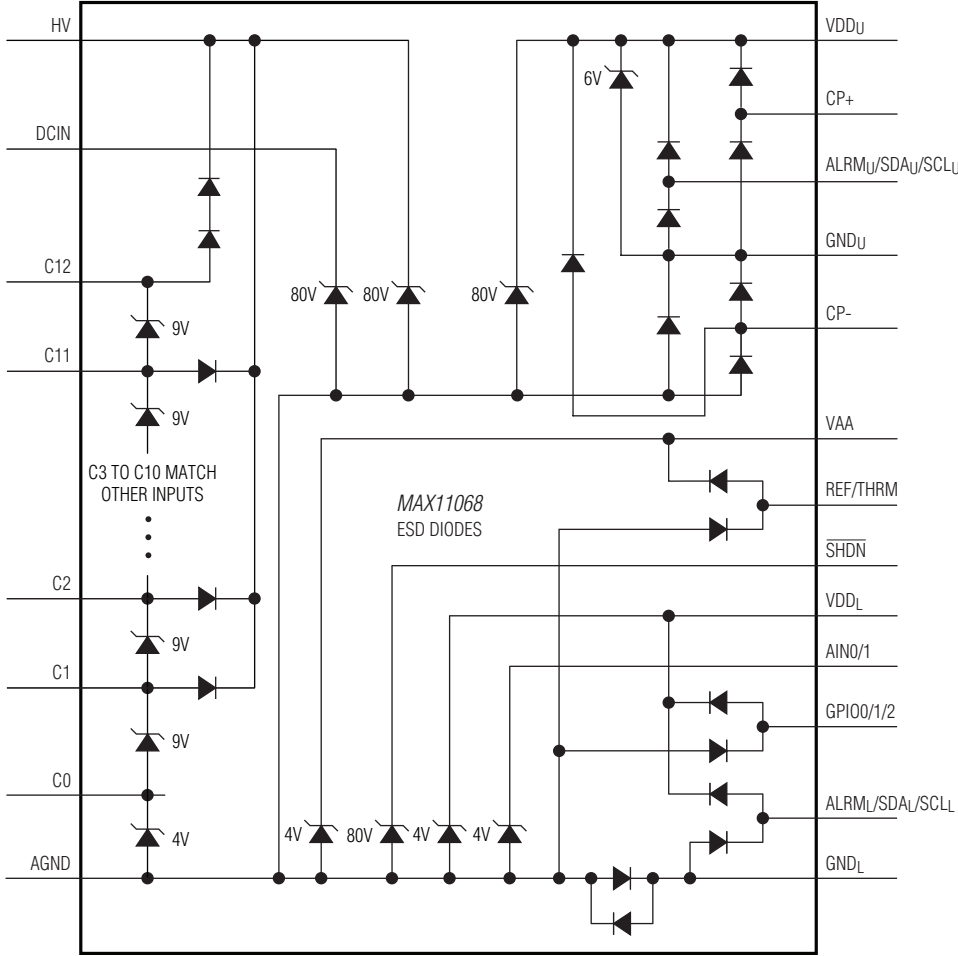 HV
VDDU
6V
CP+
DCIN
ALRMU/SDAU/SCLU
GNDU
C12
80V
80V
80V
9V
CP-
C11
9V
VAA
C3 TO C10 MATCH
OTHER INPUTS
MAX11068
ESD DIODES
REF/THRM
SHDN
C2
VDDL
9V
AIN0/1
C1
GPIO0/1/2
9V
C0
ALRML/SDAL/SCLL
4V
4V
80V
4V
4V
AGND
GNDL